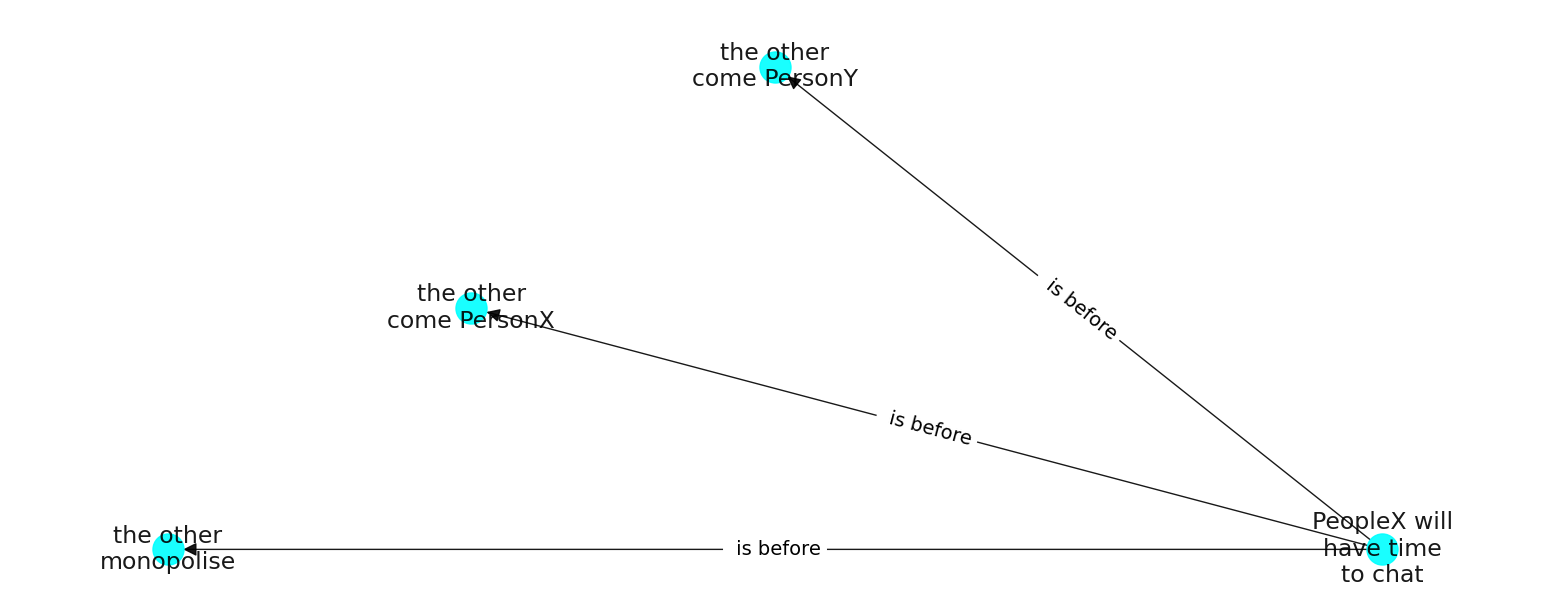 the other
come PersonY
is before
the other
come PersonX
is before
the other
monopolise
is before
PeopleX will
have time
to chat